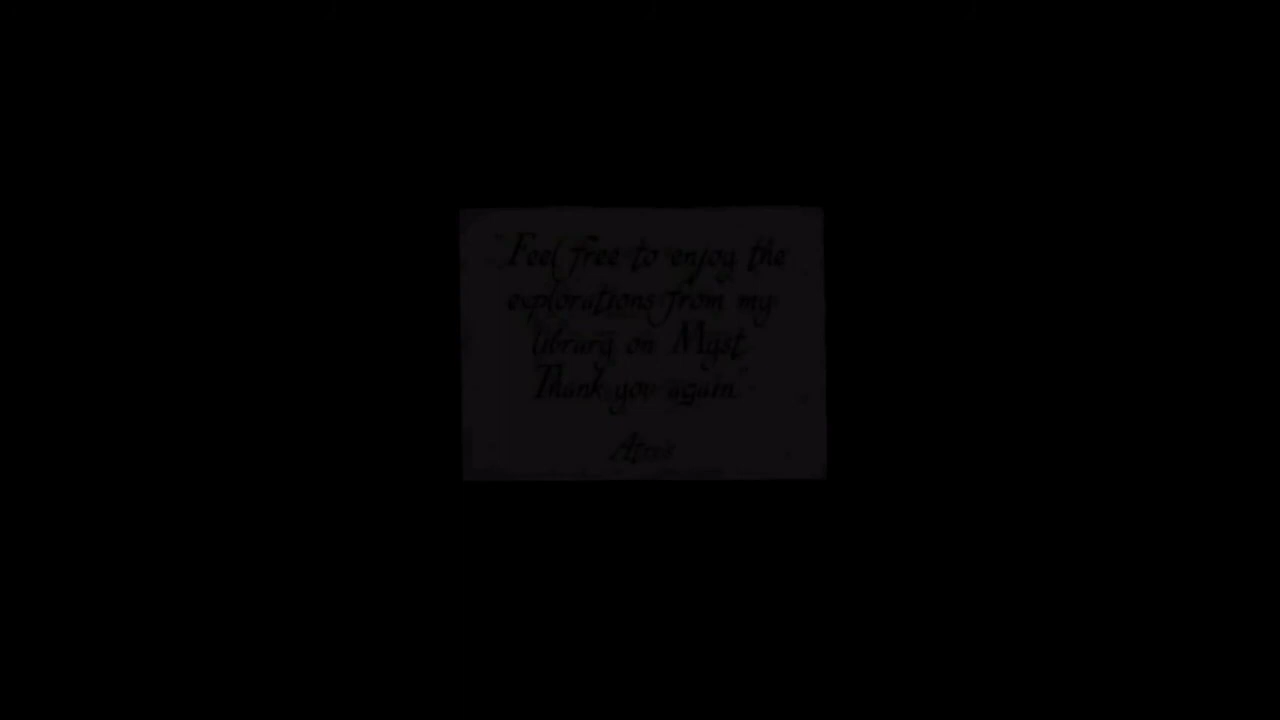 "Feel free to enjoy the
explorations from my
library on Myst.
Thank you again."
Atrus